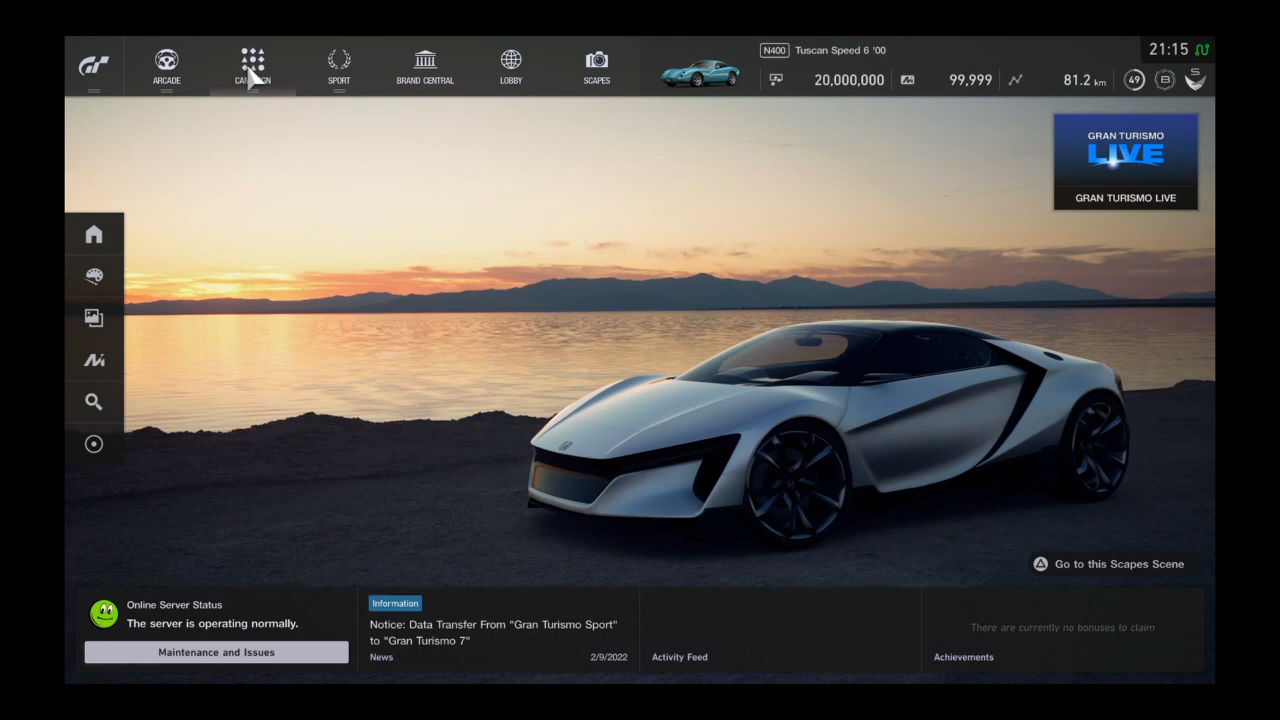 GT
ARCADE
SPORT
BRAND CENTRAL
LOBBY
SCAPES
N400 Tuscan Speed 6 '00
20,000,000
99,999
81.2 km
49
B
S
21:15
GRAN TURISMO
LIVE
GRAN TURISMO LIVE
Go to this Scapes Scene
Online Server Status
The server is operating normally.
Maintenance and Issues
Information
Notice: Data Transfer From "Gran Turismo Sport"
to "Gran Turismo 7"
News 2/9/2022
Activity Feed
There are currently no bonuses to claim
Achievements